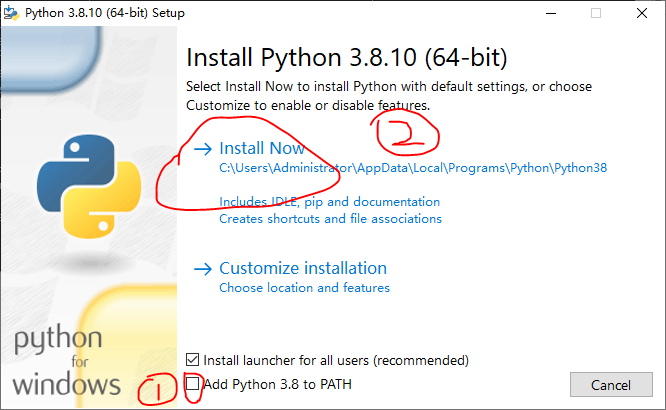 Python 3.8.10 (64-bit) Setup
Install Python 3.8.10 (64-bit)
Select Install Now to install Python with default settings, or choose
Customize to enable or disable features.
2
Install Now
C:\Users\Administrator\AppData\Local\Programs\Python\Python38
Includes IDLE, pip and documentation
Creates shortcuts and file associations
Customize installation
Choose location and features
python
for
windows
Install launcher for all users (recommended)
1
Add Python 3.8 to PATH
Cancel